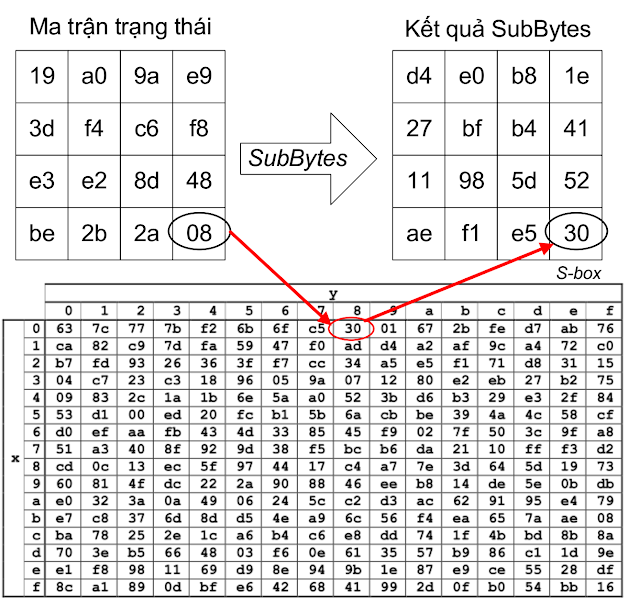 Ma trận trạng thái
Kết quả SubBytes
19 a0 9a e9
d4 e0 b8 1e
3d f4 c6 f8
27 bf b4 41
SubBytes
e3 e2 8d 48
11 98 5d 52
be 2b 2a 08
ae f1 e5 30
S-box
y
0 1 2 3 4 5 6 7 8 9 a b c d e f
0 63 7c 77 7b f2 6b 6f c5 30 01 67 2b fe d7 ab 76
1 ca 82 c9 7d fa 59 47 f0 ad d4 a2 af 9c a4 72 c0
2 b7 fd 93 26 36 3f f7 cc 34 a5 e5 f1 71 d8 31 15
3 04 c7 23 c3 18 96 05 9a 07 12 80 e2 eb 27 b2 75
4 09 83 2c 1a 1b 6e 5a a0 52 3b d6 b3 29 e3 2f 84
5 53 d1 00 ed 20 fc b1 5b 6a cb be 39 4a 4c 58 cf
6 d0 ef aa fb 43 4d 33 85 45 f9 02 7f 50 3c 9f a8
x
7 51 a3 40 8f 92 9d 38 f5 bc b6 da 21 10 ff f3 d2
8 cd 0c 13 ec 5f 97 44 17 c4 a7 7e 3d 64 5d 19 73
9 60 81 4f dc 22 2a 90 88 46 ee b8 14 de 5e 0b db
a e0 32 3a 0a 49 06 24 5c c2 d3 ac 62 91 95 e4 79
b e7 c8 37 6d 8d d5 4e a9 6c 56 f4 ea 65 7a ae 08
c ba 78 25 2e 1c a6 b4 c6 e8 dd 74 1f 4b bd 8b 8a
d 70 3e b5 66 48 03 f6 0e 61 35 57 b9 86 c1 1d 9e
e e1 f8 98 11 69 d9 8e 94 9b 1e 87 e9 ce 55 28 df
f 8c a1 89 0d bf e6 42 68 41 99 2d 0f b0 54 bb 16